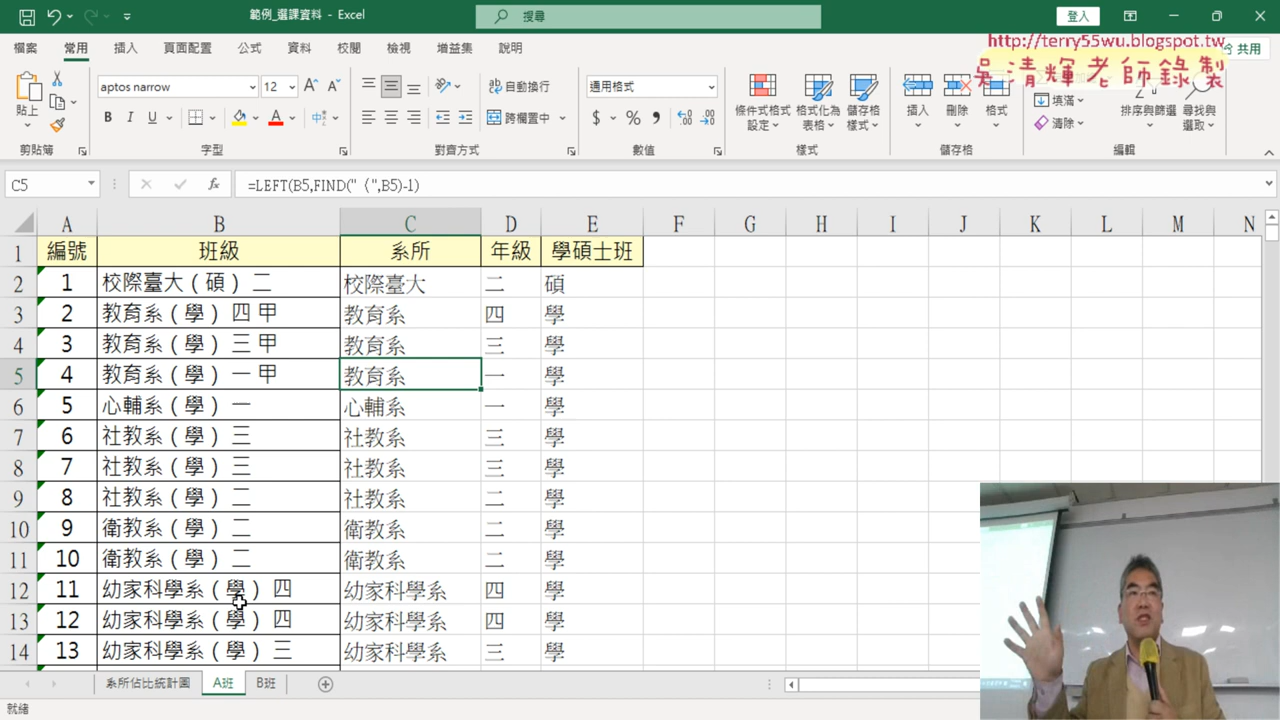 範例_選課資料 - Excel
搜尋
登入
檔案 常用 插入 頁面配置 公式 資料 校閱 檢視 增益集 說明
http://terry55wu.blogspot.tw
共用
吳清輝老師錄製
貼上
aptos narrow 12
B I U
自動換行
跨欄置中
通用格式
$ % ,
條件式格式設定 格式化為表格 儲存格樣式
插入 刪除 格式
填滿
清除
排序與篩選 尋找與選取
剪貼簿 字型 對齊方式 數值 樣式 儲存格 編輯
C5 fx =LEFT(B5,FIND("（",B5)-1)
A B C D E F G H I J K L M N
1 編號 班級 系所 年級 學碩士班
2 1 校際臺大（碩） 二 校際臺大 二 碩
3 2 教育系（學） 四 甲 教育系 四 學
4 3 教育系（學） 三 甲 教育系 三 學
5 4 教育系（學） 一 甲 教育系 一 學
6 5 心輔系（學） 一 心輔系 一 學
7 6 社教系（學） 三 社教系 三 學
8 7 社教系（學） 三 社教系 三 學
9 8 社教系（學） 二 社教系 二 學
10 9 衛教系（學） 二 衛教系 二 學
11 10 衛教系（學） 二 衛教系 二 學
12 11 幼家科學系（學） 四 幼家科學系 四 學
13 12 幼家科學系（學） 四 幼家科學系 四 學
14 13 幼家科學系（學） 三 幼家科學系 三 學
系所佔比統計圖 A班 B班
就緒